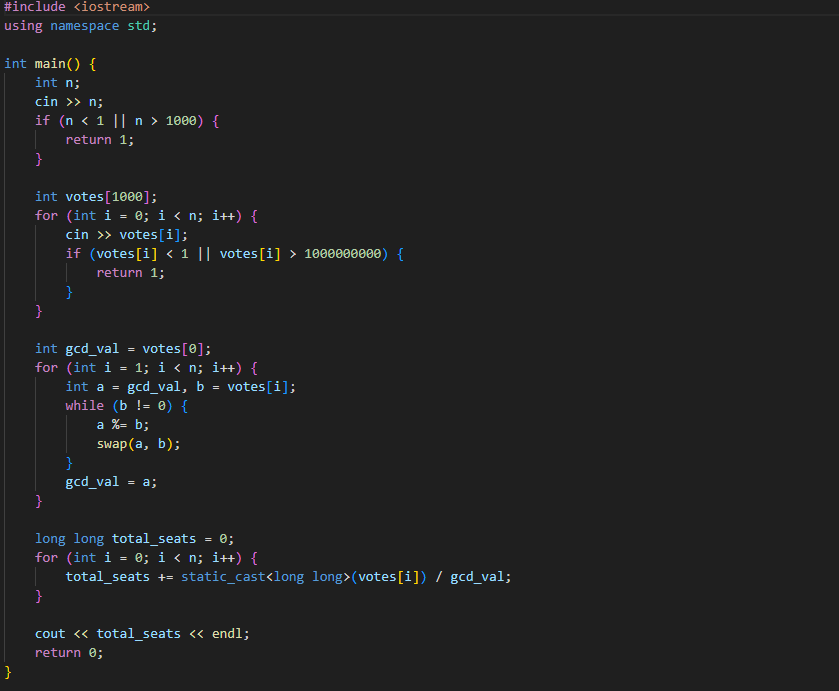 #include <iostream>
using namespace std;
int main() {
int n;
cin >> n;
if (n < 1 || n > 1000) {
return 1;
}
int votes[1000];
for (int i = 0; i < n; i++) {
cin >> votes[i];
if (votes[i] < 1 || votes[i] > 1000000000) {
return 1;
}
}
int gcd_val = votes[0];
for (int i = 1; i < n; i++) {
int a = gcd_val, b = votes[i];
while (b != 0) {
a %= b;
swap(a, b);
}
gcd_val = a;
}
long long total_seats = 0;
for (int i = 0; i < n; i++) {
total_seats += static_cast<long long>(votes[i]) / gcd_val;
}
cout << total_seats << endl;
return 0;
}